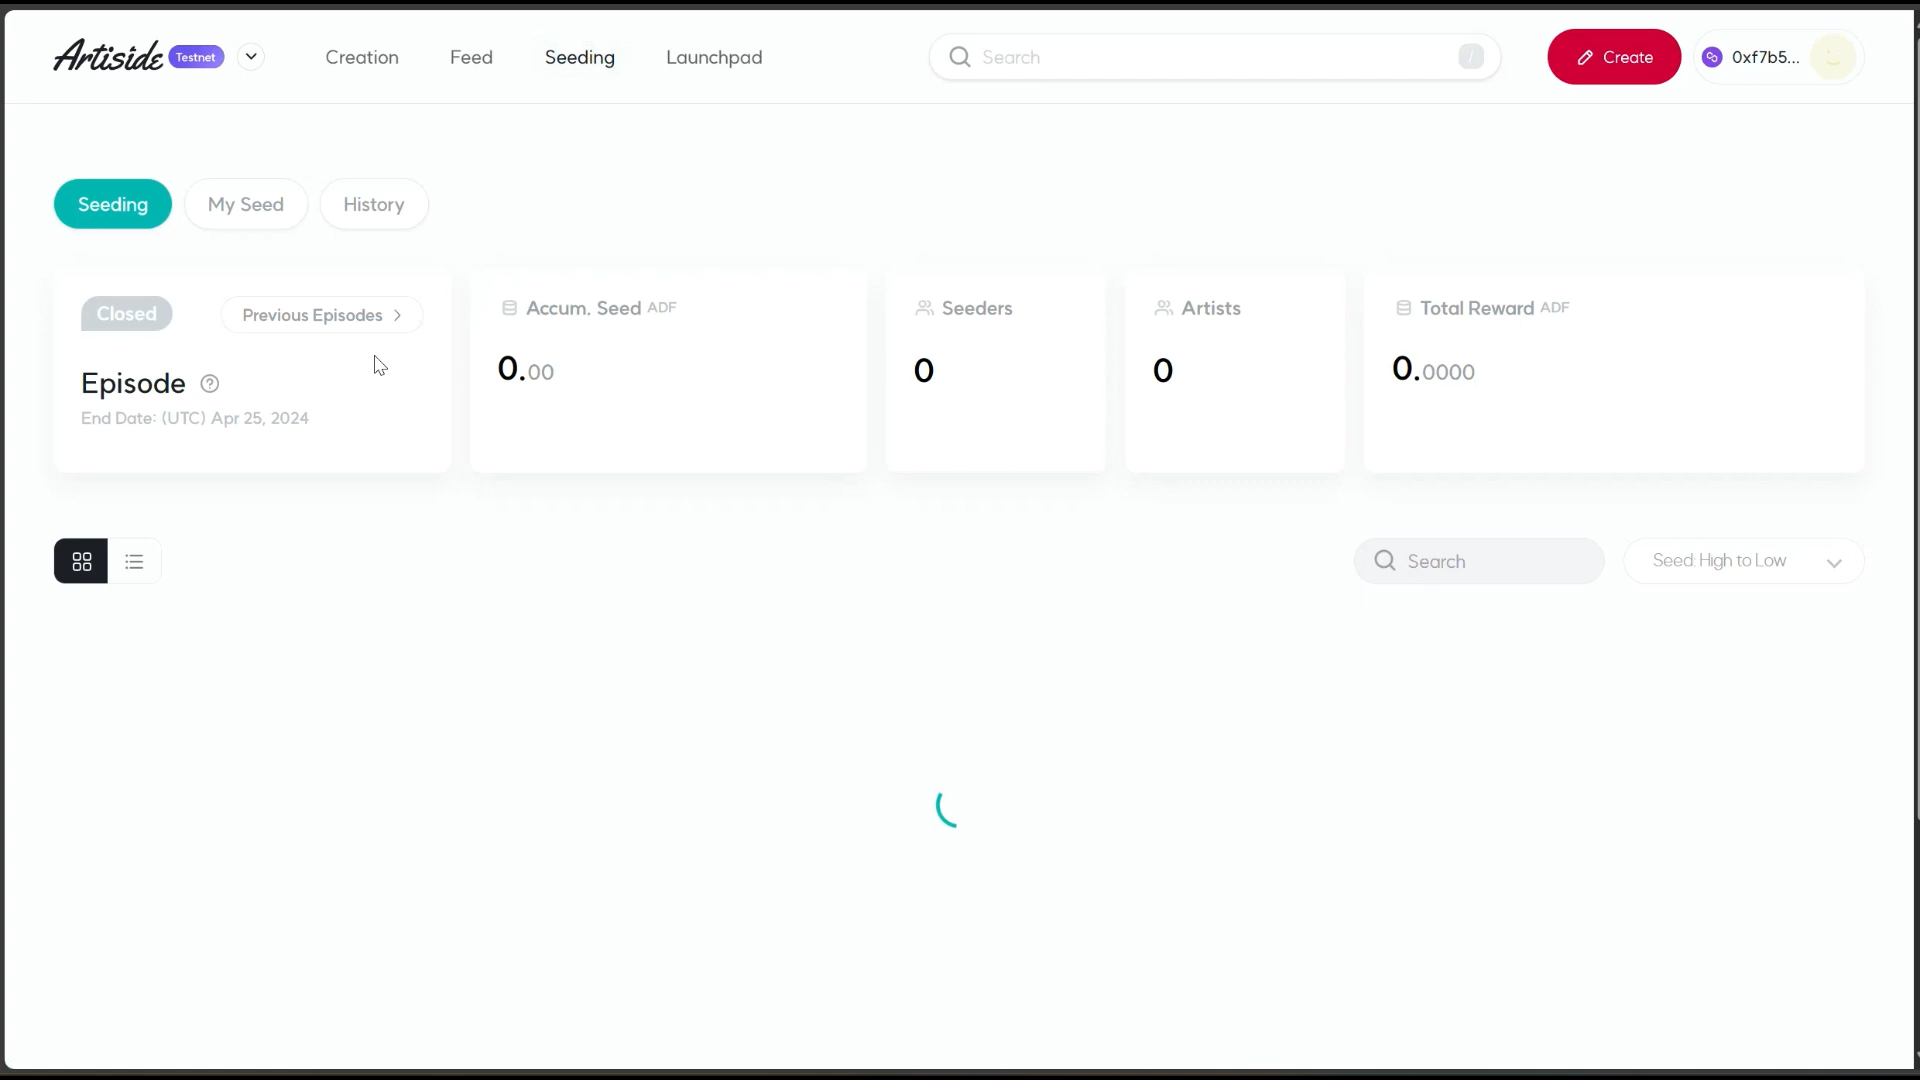 Artiside Testnet
Creation
Feed
Seeding
Launchpad
Search
/
Create
0xf7b5...
Seeding
My Seed
History
Closed
Previous Episodes
Episode
End Date: (UTC) Apr 25, 2024
Accum. Seed ADF
0.00
Seeders
0
Artists
0
Total Reward ADF
0.0000
Search
Seed: High to Low